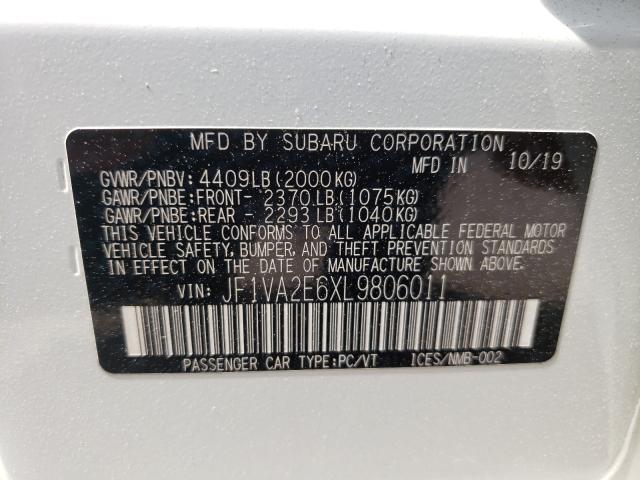 MFD BY SUBARU CORPORATION
MFD IN 10/19
GVWR/PNBV: 4409LB(2000KG)
GAWR/PNBE:FRONT- 2370LB(1075KG)
GAWR/PNBE:REAR - 2293LB(1040KG)
THIS VEHICLE CONFORMS TO ALL APPLICABLE FEDERAL MOTOR
VEHICLE SAFETY, BUMPER, AND THEFT PREVENTION STANDARDS
IN EFFECT ON THE DATE OF MANUFACTURE SHOWN ABOVE.
VIN: JF1VA2E6XL9806011
PASSENGER CAR TYPE:PC/VT ICES/NMB-002